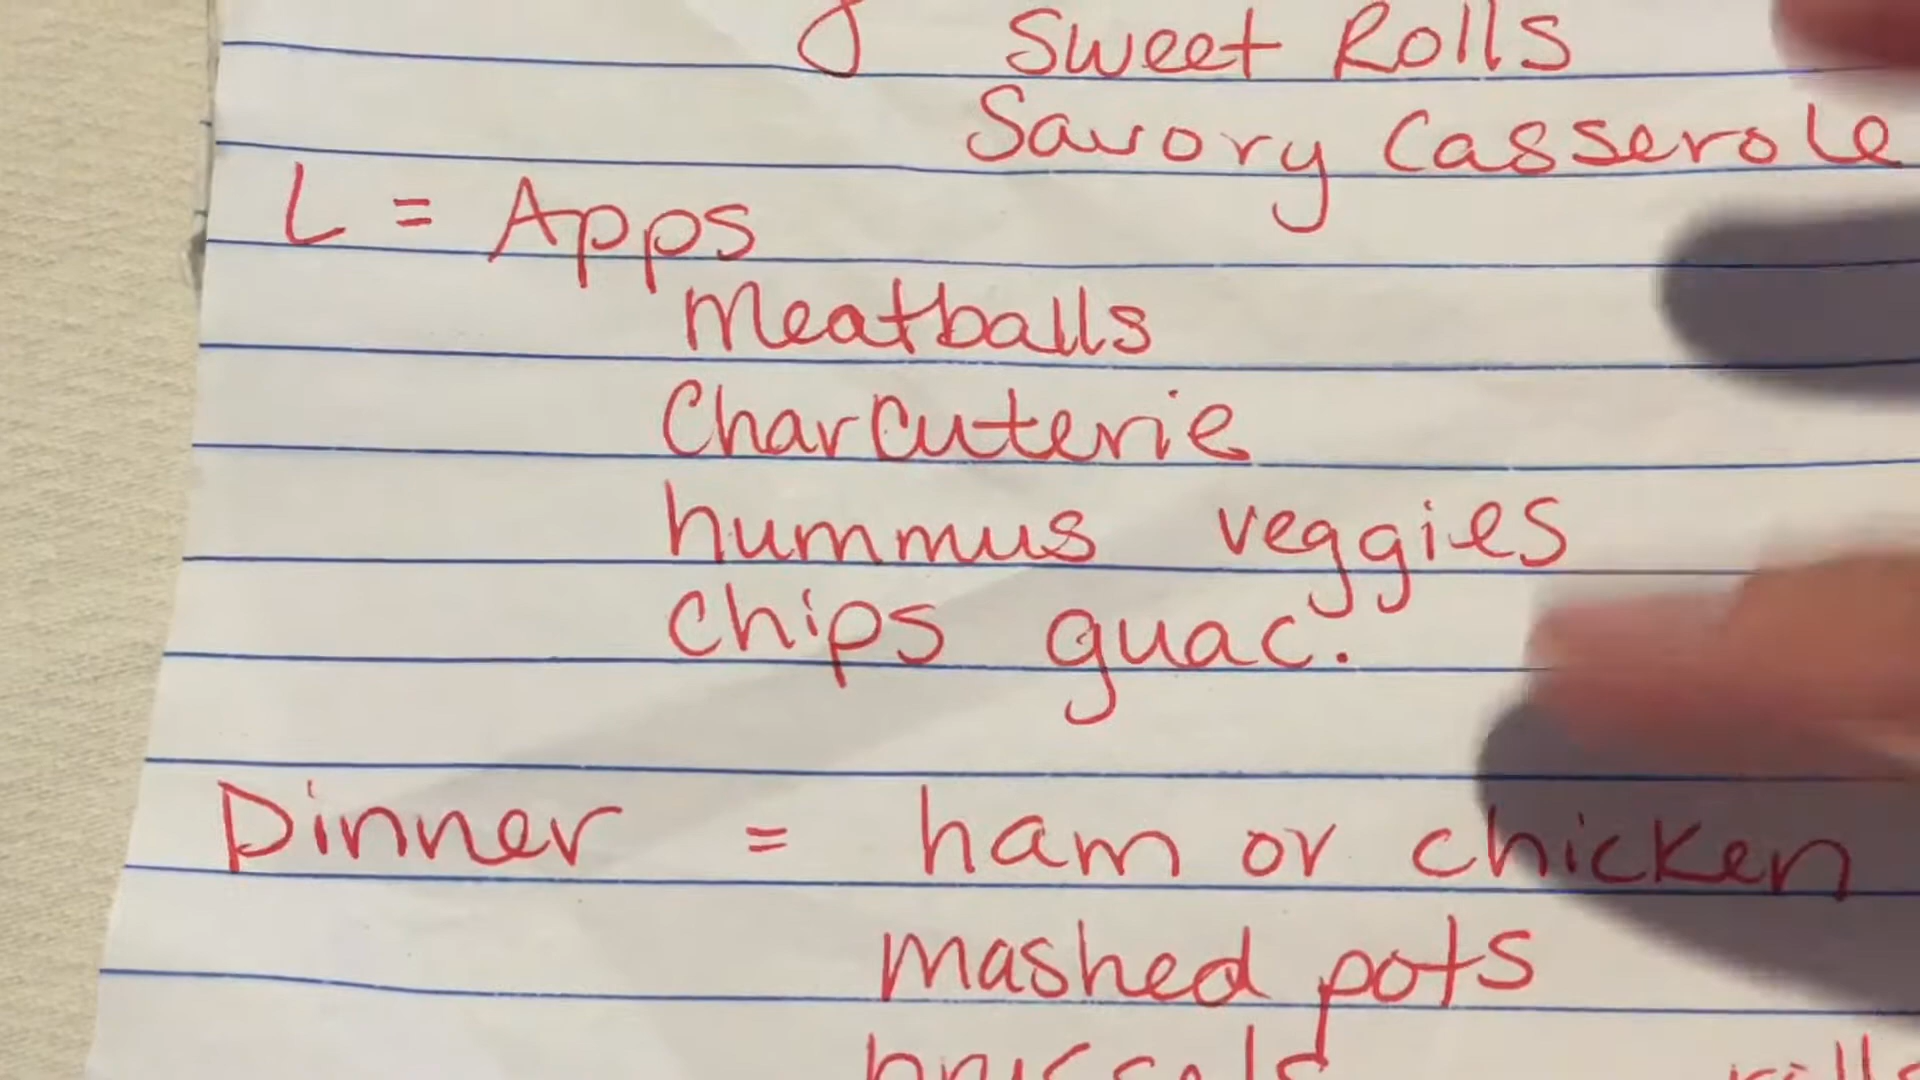 Sweet Rolls
Savory Casserole
L = Apps
Meatballs
Charcuterie
hummus veggies
chips guac.
Dinner = ham or chicken
mashed pots